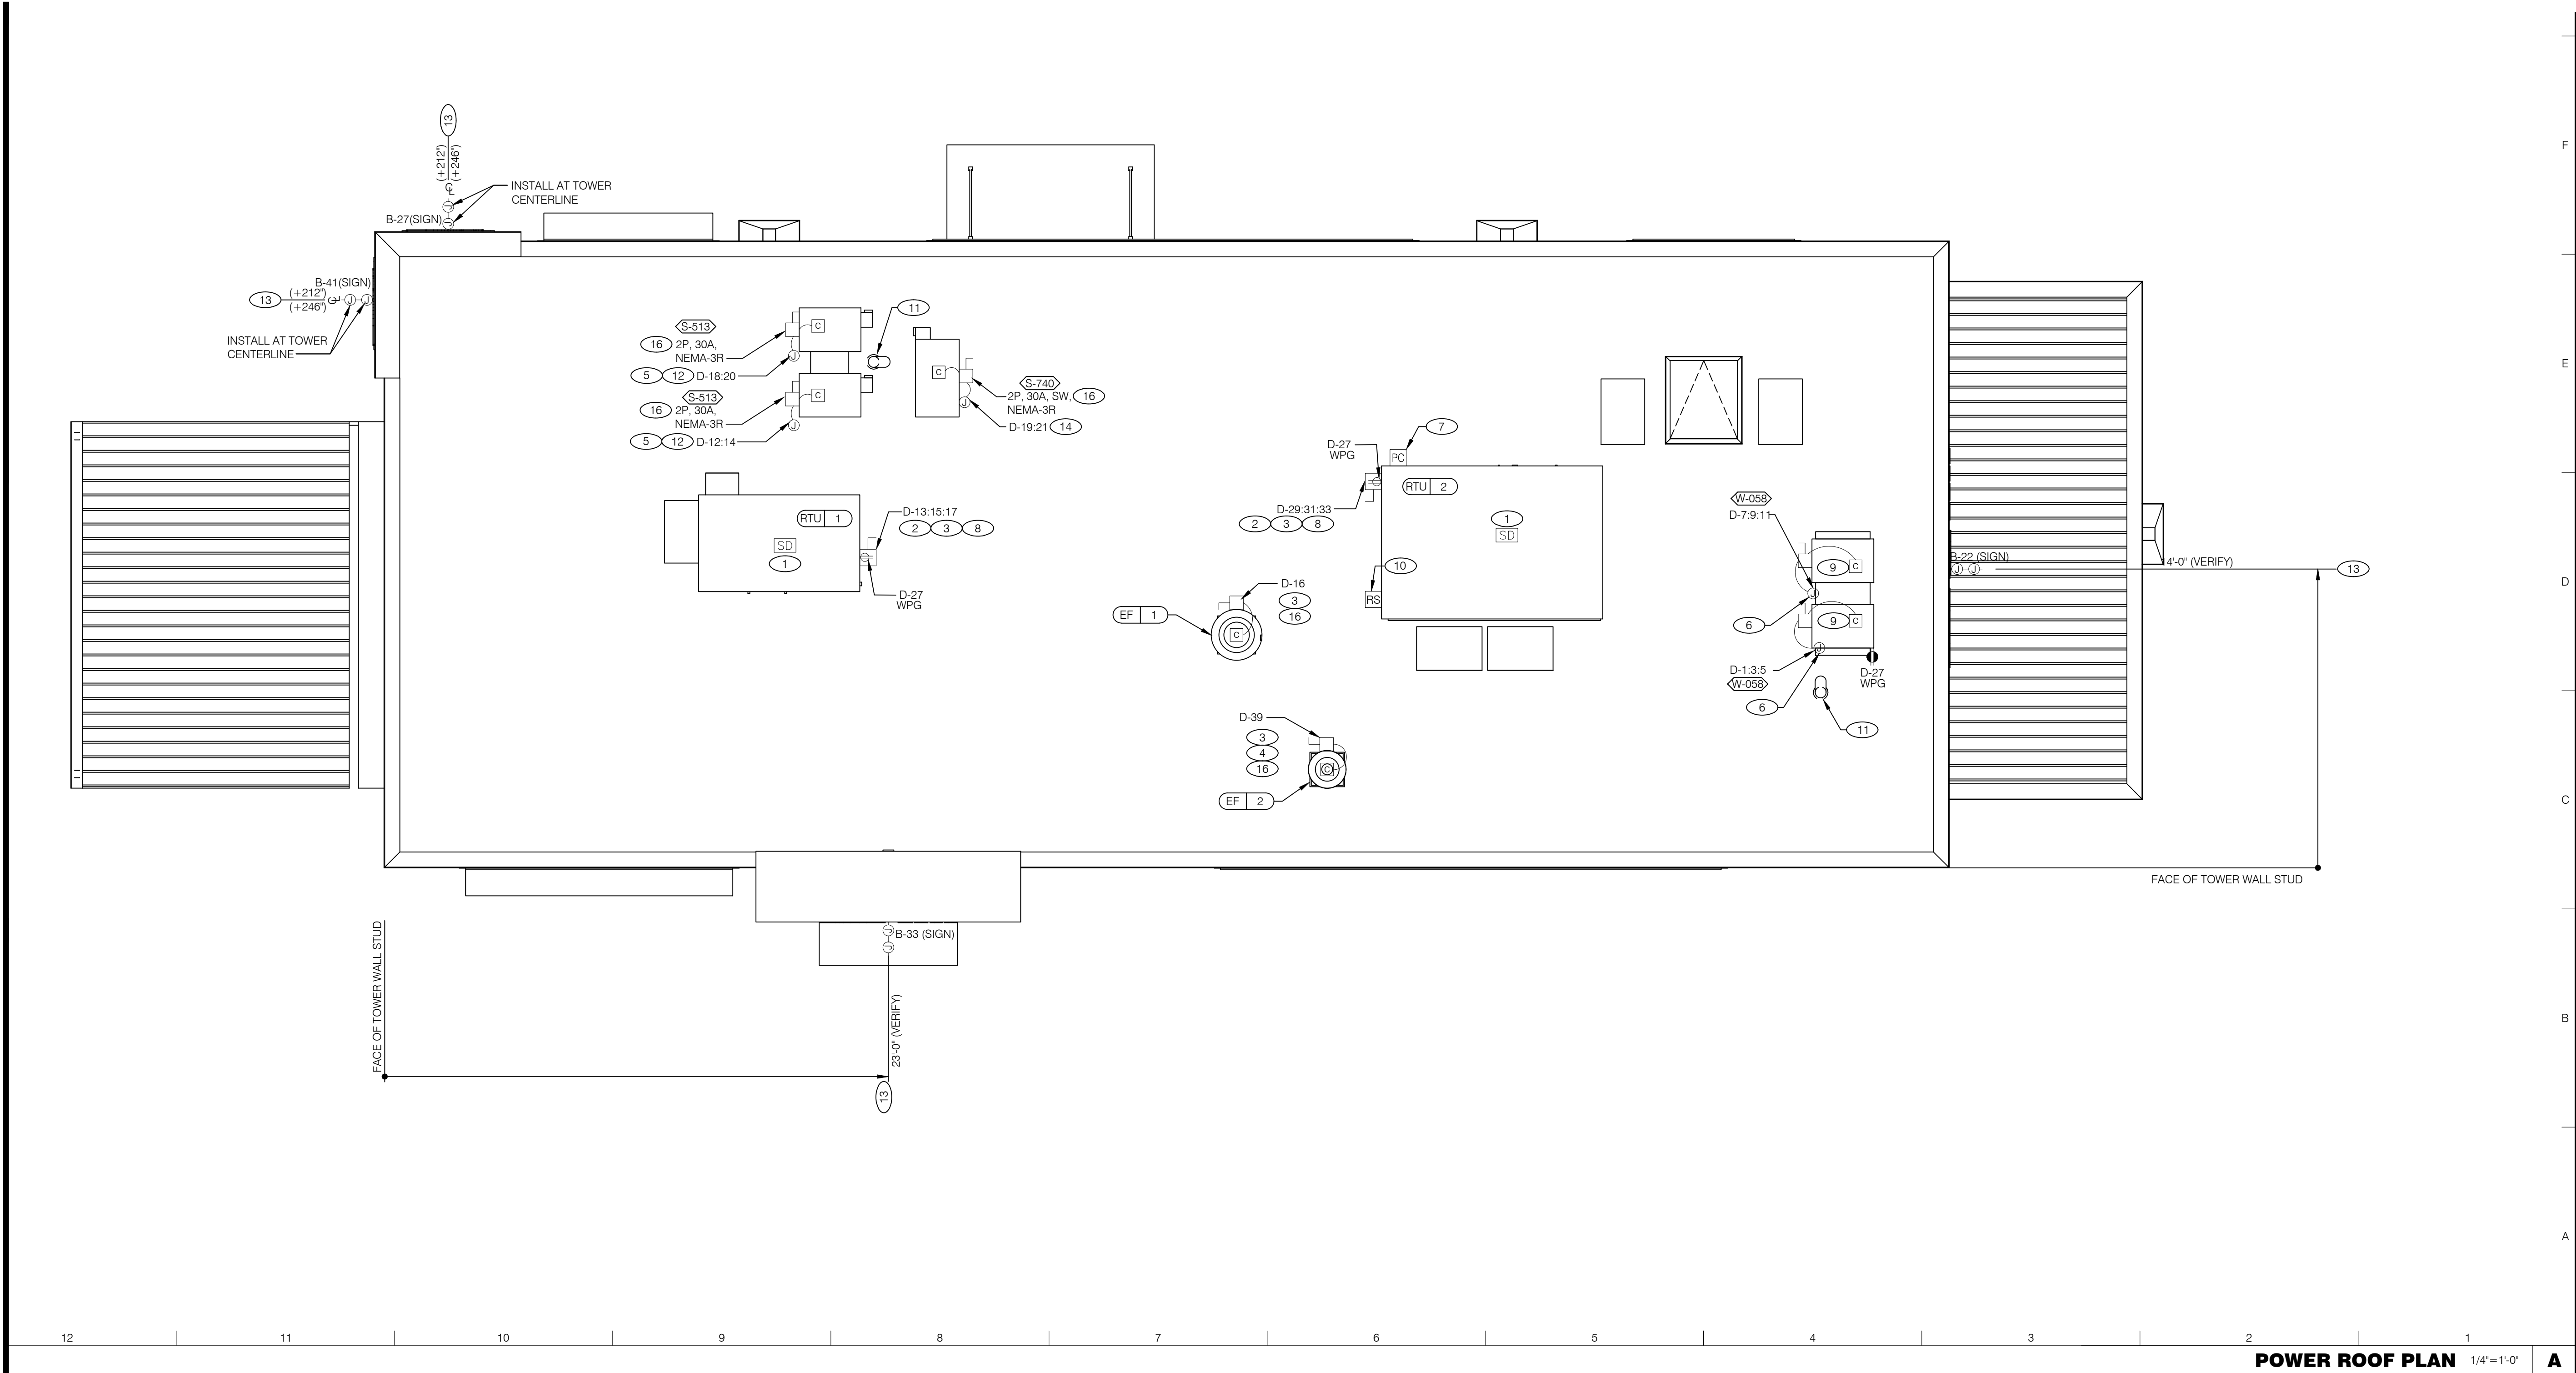 13
(+212")
(+246")
CL
INSTALL AT TOWER
CENTERLINE
J
J
B-27(SIGN)
B-41(SIGN)
13
(+212")
(+246")
CL
J
J
INSTALL AT TOWER
CENTERLINE
S-513
16 2P, 30A,
NEMA-3R
5 12 D-18:20
J
C
11
S-513
16 2P, 30A,
NEMA-3R
5 12 D-12:14
J
C
C
S-740
2P, 30A, SW, 16
NEMA-3R
J
D-19:21 14
RTU 1
SD
1
D-13:15:17
2 3 8
D-27
WPG
D-27
WPG
PC
7
RTU 2
D-29:31:33
2 3 8
1
SD
10
RS
EF 1
D-16
3
16
C
D-39
3
4
16
C
EF 2
W-058
D-7:9:11
9 C
J
6
9 C
J
D-1:3:5
W-058
6
D-27
WPG
11
B-22 (SIGN)
J
J
14'-0" (VERIFY)
13
FACE OF TOWER WALL STUD
FACE OF TOWER WALL STUD
J
J
B-33 (SIGN)
23'-0" (VERIFY)
13
F
E
D
C
B
A
12 11 10 9 8 7 6 5 4 3 2 1
POWER ROOF PLAN 1/4"=1'-0" A